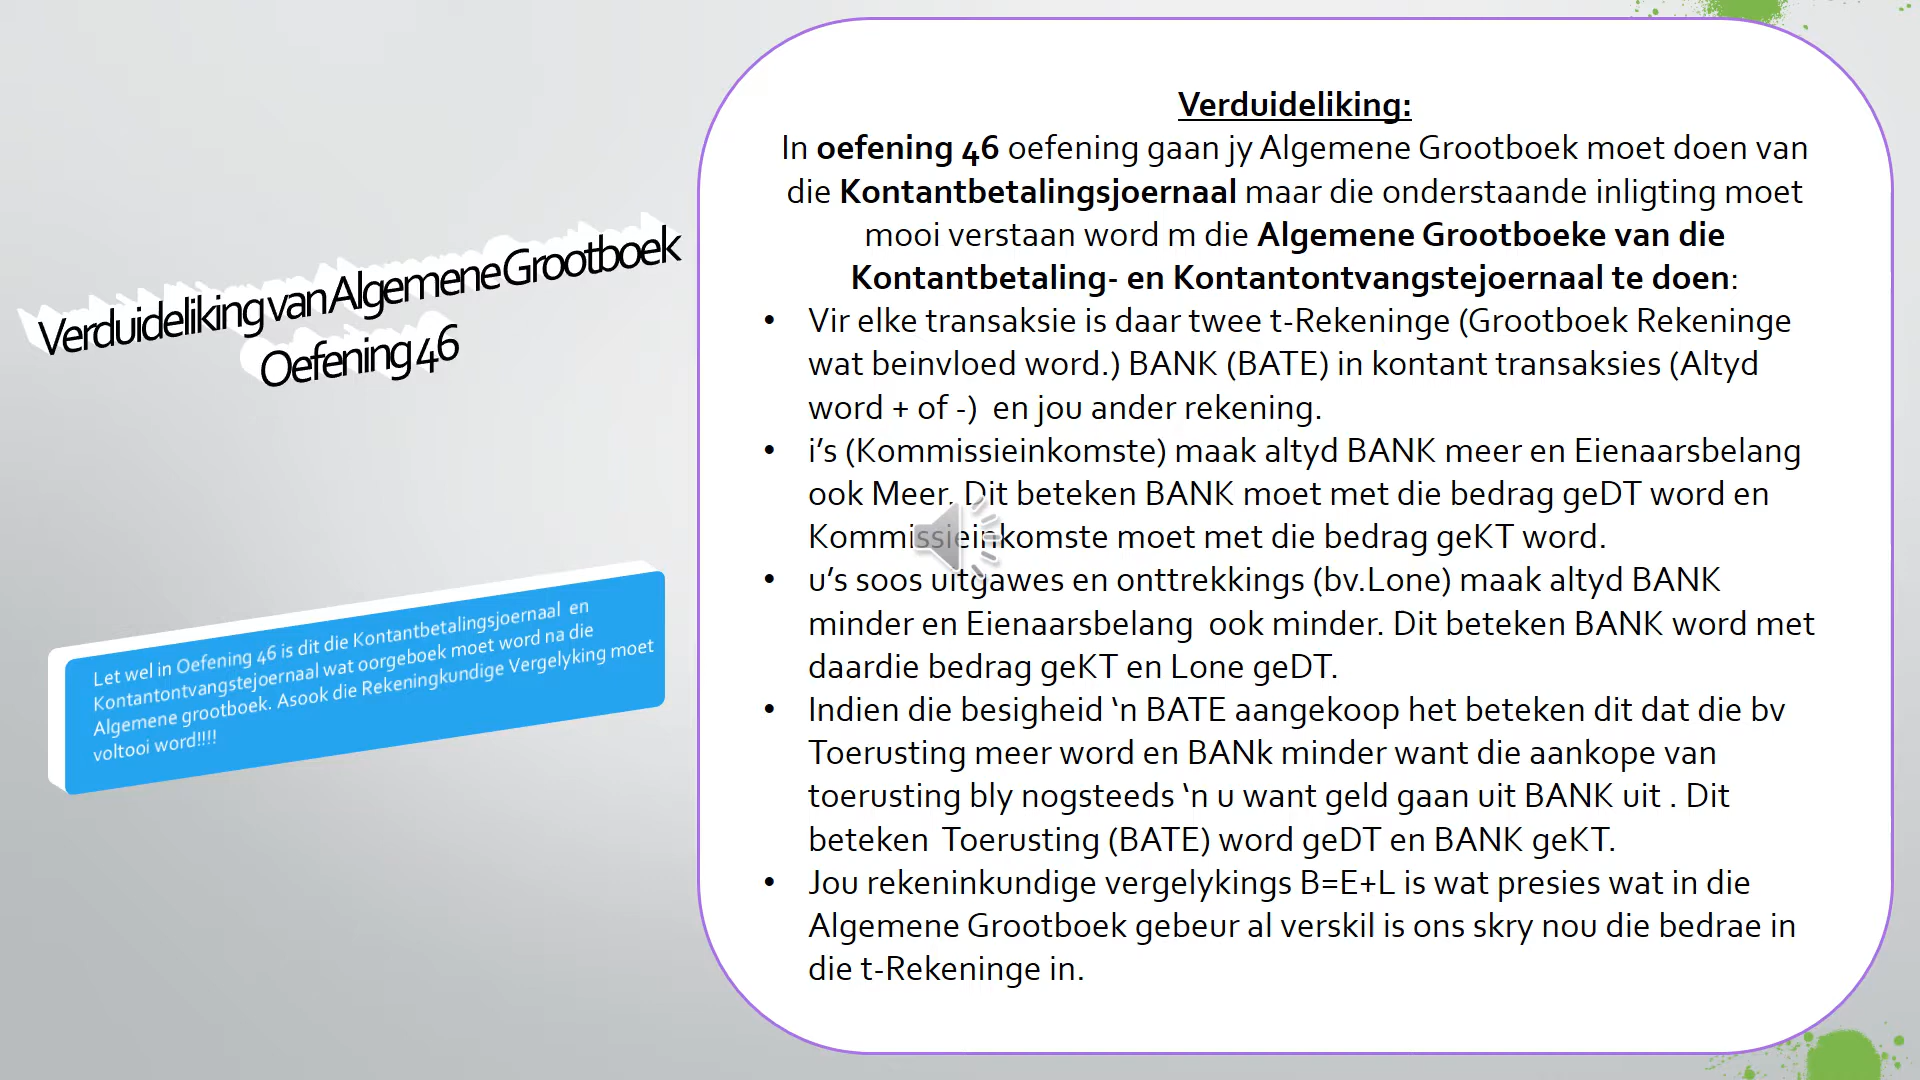 Verduideliking van Algemene Grootboek
Oefening 46
Let wel in Oefening 46 is dit die Kontantbetalingsjoernaal en
Kontantontvangstejoernaal wat oorgeboek moet word na die
Algemene grootboek. Asook die Rekeningkundige Vergelyking moet
voltooi word!!!!
Verduideliking:
In oefening 46 oefening gaan jy Algemene Grootboek moet doen van
die Kontantbetalingsjoernaal maar die onderstaande inligting moet
mooi verstaan word m die Algemene Grootboeke van die
Kontantbetaling- en Kontantontvangstejoernaal te doen:
• Vir elke transaksie is daar twee t-Rekeninge (Grootboek Rekeninge
wat beinvloed word.) BANK (BATE) in kontant transaksies (Altyd
word + of -) en jou ander rekening.
• i's (Kommissieinkomste) maak altyd BANK meer en Eienaarsbelang
ook Meer. Dit beteken BANK moet met die bedrag geDT word en
Kommissieinkomste moet met die bedrag geKT word.
• u's soos uitgawes en onttrekkings (bv.Lone) maak altyd BANK
minder en Eienaarsbelang ook minder. Dit beteken BANK word met
daardie bedrag geKT en Lone geDT.
• Indien die besigheid ‘n BATE aangekoop het beteken dit dat die bv
Toerusting meer word en BANk minder want die aankope van
toerusting bly nogsteeds ‘n u want geld gaan uit BANK uit . Dit
beteken Toerusting (BATE) word geDT en BANK geKT.
• Jou rekeninkundige vergelykings B=E+L is wat presies wat in die
Algemene Grootboek gebeur al verskil is ons skry nou die bedrae in
die t-Rekeninge in.